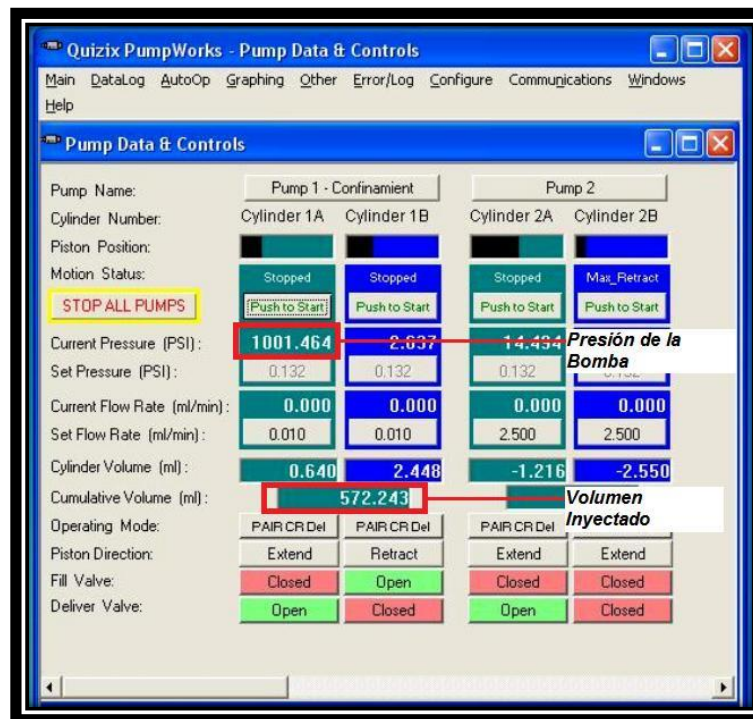 Quizix PumpWorks - Pump Data & Controls
Main DataLog AutoOp Graphing Other Error/Log Configure Communications Windows
Help
Pump Data & Controls
Pump Name: Pump 1 - Confinamient Pump 2
Cylinder Number: Cylinder 1A Cylinder 1B Cylinder 2A Cylinder 2B
Piston Position:
Motion Status: Stopped Stopped Stopped Max_Retract
STOP ALL PUMPS Push to Start Push to Start Push to Start Push to Start
Current Pressure (PSI): 1001.464 2.637 14.494 Presión de la
Bomba
Set Pressure (PSI): 0.132 0.132 0.132
Current Flow Rate (ml/min): 0.000 0.000 0.000 0.000
Set Flow Rate (ml/min): 0.010 0.010 2.500 2.500
Cylinder Volume (ml): 0.640 2.448 -1.216 -2.550
Cumulative Volume (ml): 572.243 Volumen
Inyectado
Operating Mode: PAIR CR Del PAIR CR Del PAIR CR Del
Piston Direction: Extend Retract Extend Extend
Fill Valve: Closed Open Closed Closed
Deliver Valve: Open Closed Open Closed